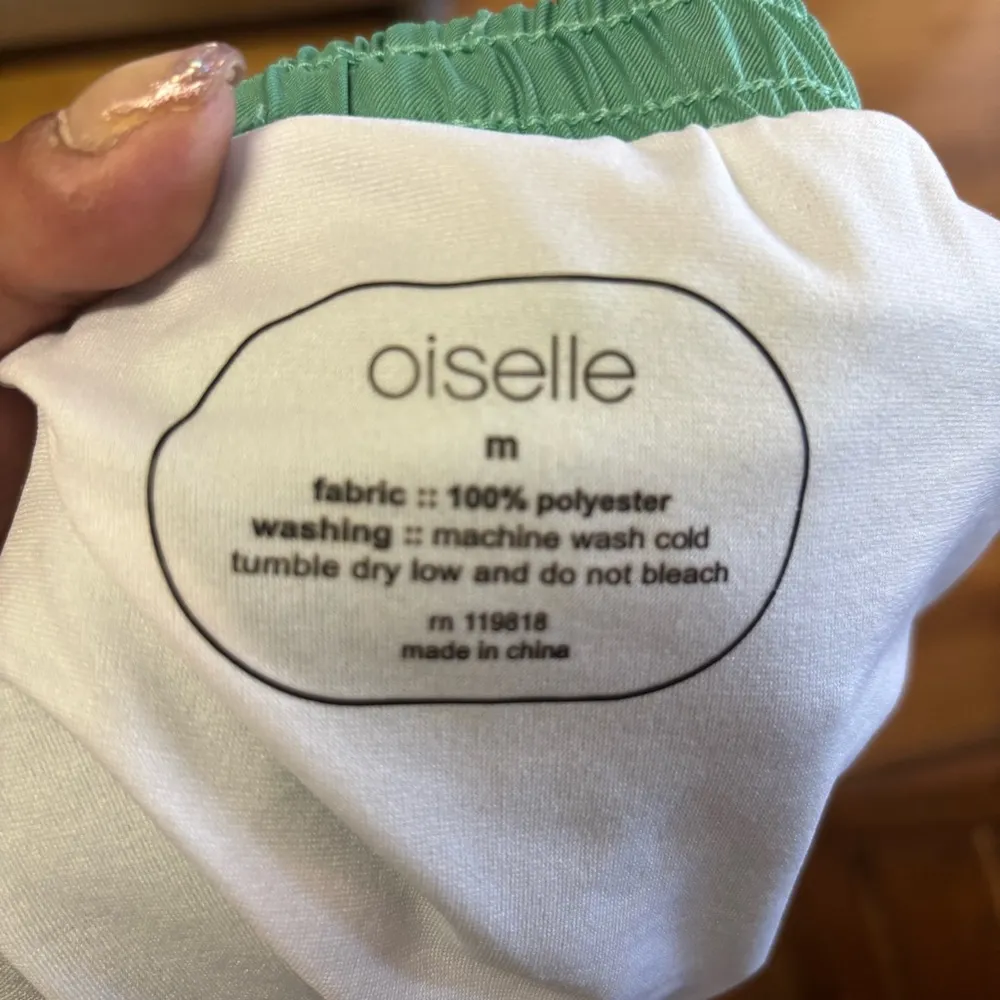 oiselle
m
fabric :: 100% polyester
washing :: machine wash cold
tumble dry low and do not bleach
rn 119818
made in china